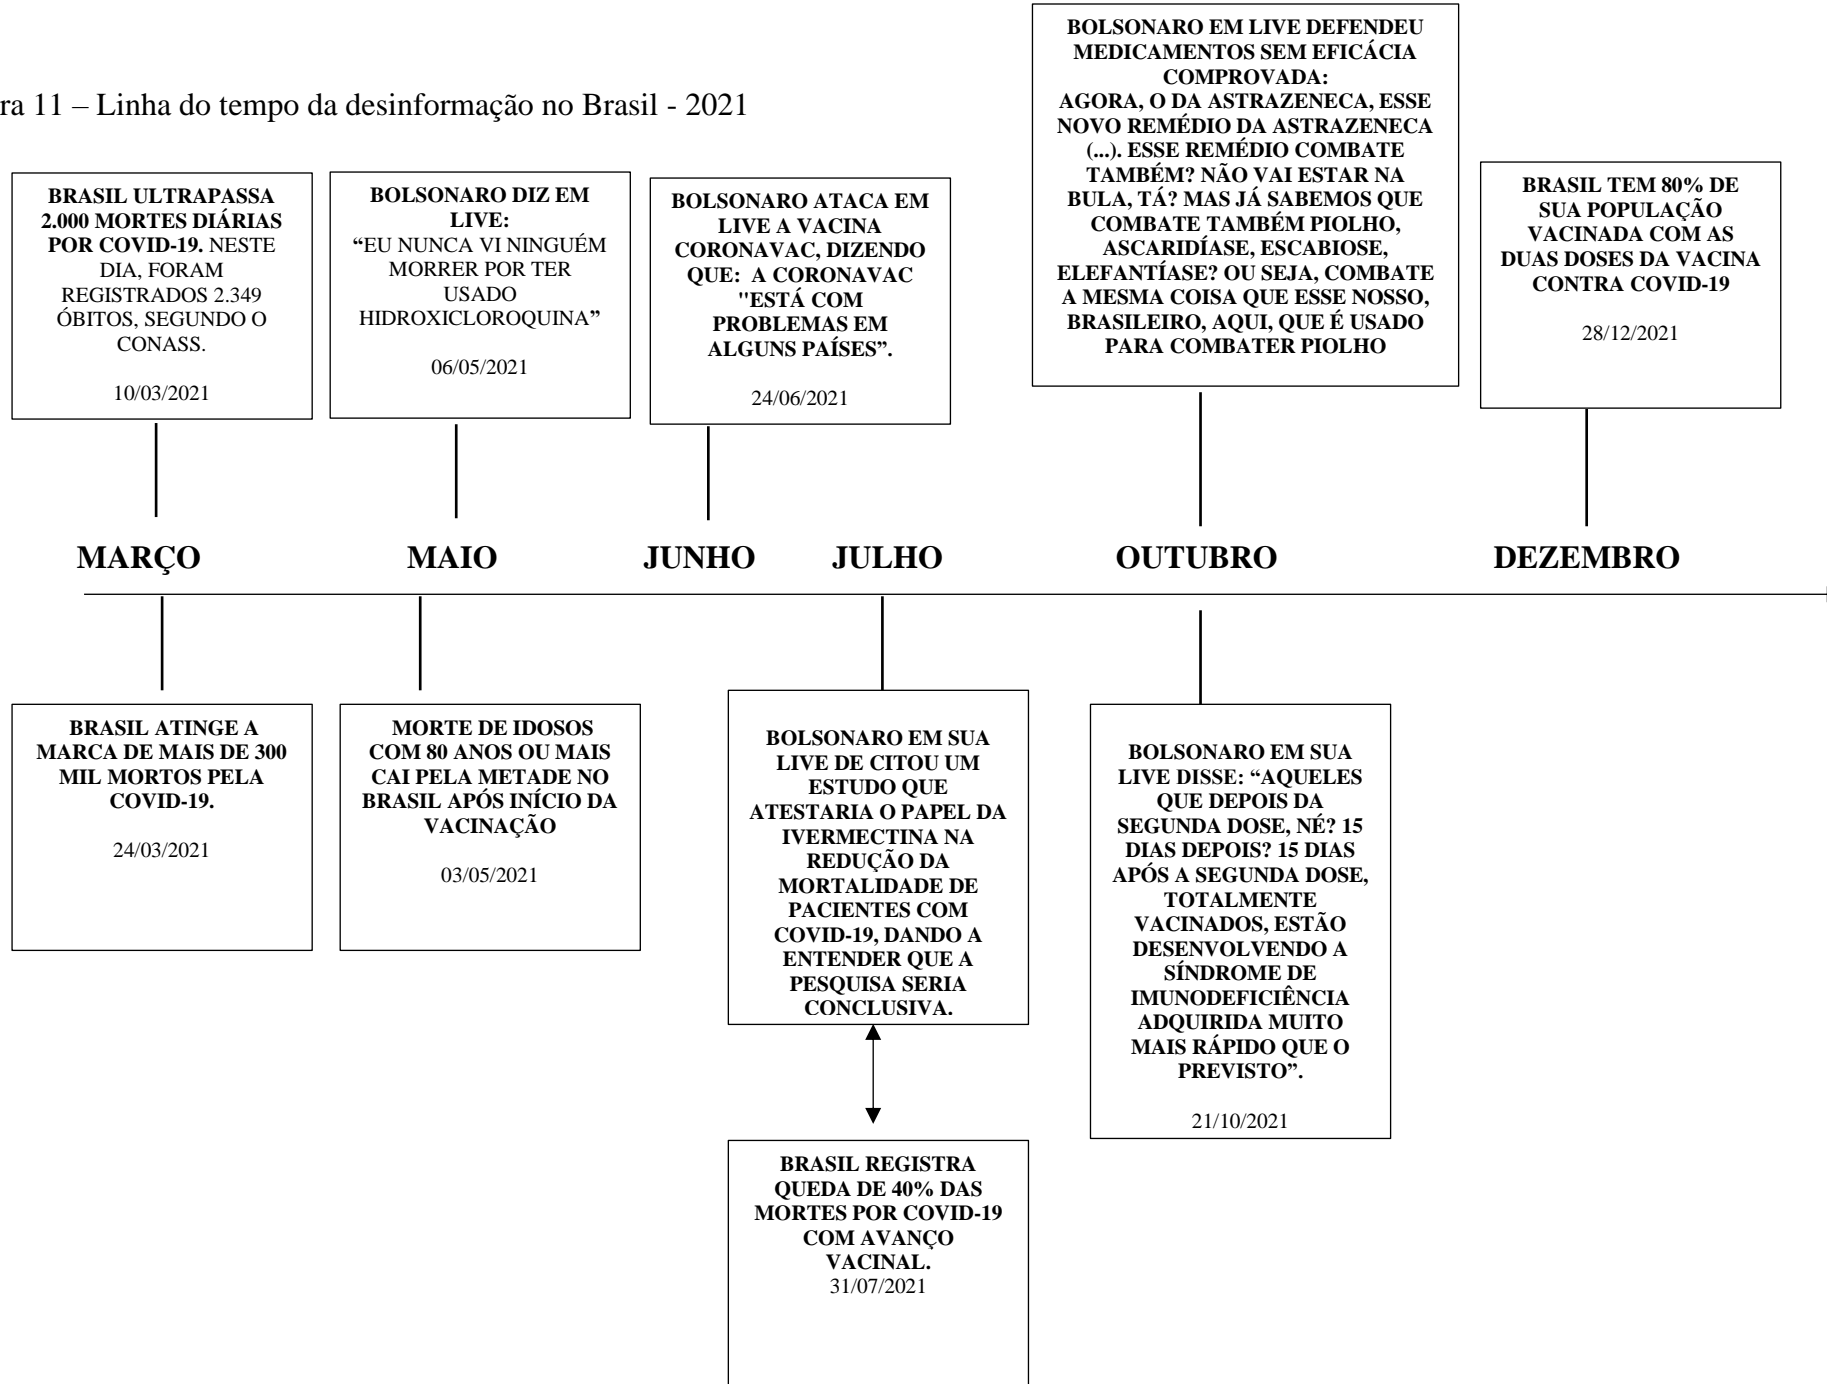 ra 11 – Linha do tempo da desinformação no Brasil - 2021
BRASIL ULTRAPASSA
2.000 MORTES DIÁRIAS
POR COVID-19. NESTE
DIA, FORAM
REGISTRADOS 2.349
ÓBITOS, SEGUNDO O
CONASS.
10/03/2021
BOLSONARO DIZ EM
LIVE:
“EU NUNCA VI NINGUÉM
MORRER POR TER
USADO
HIDROXICLOROQUINA”
06/05/2021
BOLSONARO ATACA EM
LIVE A VACINA
CORONAVAC, DIZENDO
QUE: A CORONAVAC
"ESTÁ COM
PROBLEMAS EM
ALGUNS PAÍSES”.
24/06/2021
BOLSONARO EM LIVE DEFENDEU
MEDICAMENTOS SEM EFICÁCIA
COMPROVADA:
AGORA, O DA ASTRAZENECA, ESSE
NOVO REMÉDIO DA ASTRAZENECA
(...). ESSE REMÉDIO COMBATE
TAMBÉM? NÃO VAI ESTAR NA
BULA, TÁ? MAS JÁ SABEMOS QUE
COMBATE TAMBÉM PIOLHO,
ASCARIDÍASE, ESCABIOSE,
ELEFANTÍASE? OU SEJA, COMBATE
A MESMA COISA QUE ESSE NOSSO,
BRASILEIRO, AQUI, QUE É USADO
PARA COMBATER PIOLHO
BRASIL TEM 80% DE
SUA POPULAÇÃO
VACINADA COM AS
DUAS DOSES DA VACINA
CONTRA COVID-19
28/12/2021
MARÇO MAIO JUNHO JULHO OUTUBRO DEZEMBRO
BRASIL ATINGE A
MARCA DE MAIS DE 300
MIL MORTOS PELA
COVID-19.
24/03/2021
MORTE DE IDOSOS
COM 80 ANOS OU MAIS
CAI PELA METADE NO
BRASIL APÓS INÍCIO DA
VACINAÇÃO
03/05/2021
BOLSONARO EM SUA
LIVE DE CITOU UM
ESTUDO QUE
ATESTARIA O PAPEL DA
IVERMECTINA NA
REDUÇÃO DA
MORTALIDADE DE
PACIENTES COM
COVID-19, DANDO A
ENTENDER QUE A
PESQUISA SERIA
CONCLUSIVA.
BRASIL REGISTRA
QUEDA DE 40% DAS
MORTES POR COVID-19
COM AVANÇO
VACINAL.
31/07/2021
BOLSONARO EM SUA
LIVE DISSE: “AQUELES
QUE DEPOIS DA
SEGUNDA DOSE, NÉ? 15
DIAS DEPOIS? 15 DIAS
APÓS A SEGUNDA DOSE,
TOTALMENTE
VACINADOS, ESTÃO
DESENVOLVENDO A
SÍNDROME DE
IMUNODEFICIÊNCIA
ADQUIRIDA MUITO
MAIS RÁPIDO QUE O
PREVISTO”.
21/10/2021